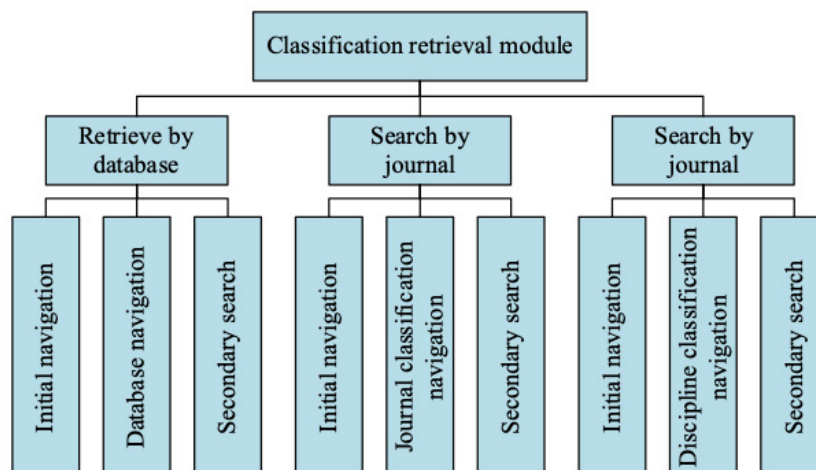 Classification retrieval module
Retrieve by
database
Search by
journal
Search by
journal
Initial navigation
Database navigation
Secondary search
Initial navigation
Journal classification
navigation
Secondary search
Initial navigation
Discipline classification
navigation
Secondary search